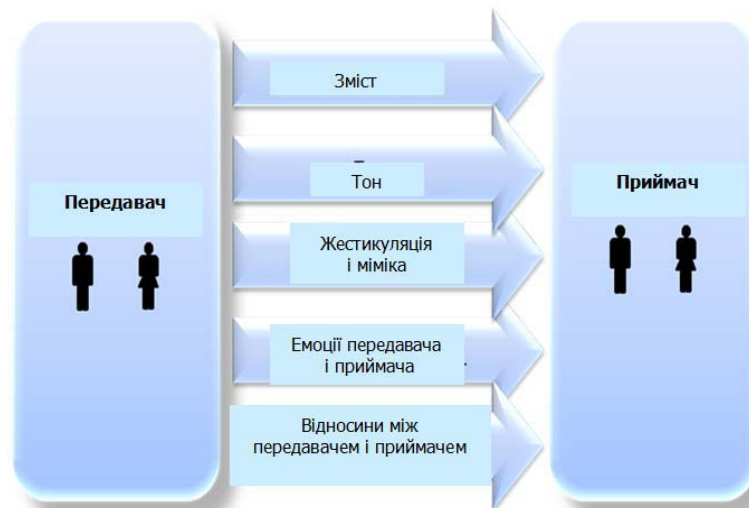 Передавач
Зміст
Тон
Жестикуляція
і міміка
Емоції передавача
і приймача
Відносини між
передавачем і приймачем
Приймач